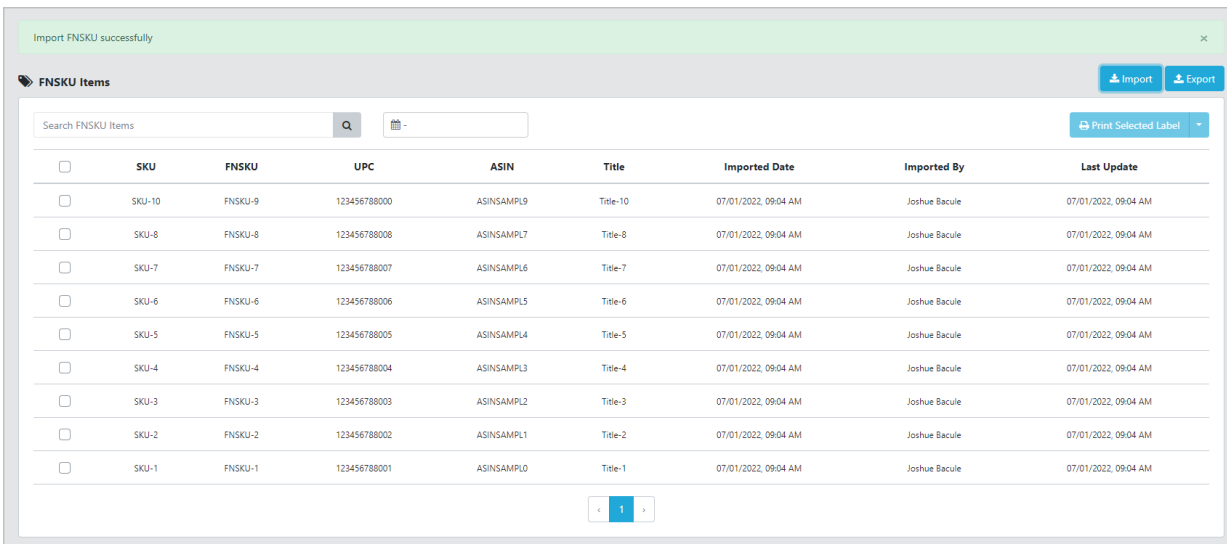 Import FNSKU successfully ×
FNSKU Items Import Export
Search FNSKU Items - Print Selected Label
SKU FNSKU UPC ASIN Title Imported Date Imported By Last Update
SKU-10 FNSKU-9 123456788000 ASINSAMPL9 Title-10 07/01/2022, 09:04 AM Joshue Bacule 07/01/2022, 09:04 AM
SKU-8 FNSKU-8 123456788008 ASINSAMPL7 Title-8 07/01/2022, 09:04 AM Joshue Bacule 07/01/2022, 09:04 AM
SKU-7 FNSKU-7 123456788007 ASINSAMPL6 Title-7 07/01/2022, 09:04 AM Joshue Bacule 07/01/2022, 09:04 AM
SKU-6 FNSKU-6 123456788006 ASINSAMPL5 Title-6 07/01/2022, 09:04 AM Joshue Bacule 07/01/2022, 09:04 AM
SKU-5 FNSKU-5 123456788005 ASINSAMPL4 Title-5 07/01/2022, 09:04 AM Joshue Bacule 07/01/2022, 09:04 AM
SKU-4 FNSKU-4 123456788004 ASINSAMPL3 Title-4 07/01/2022, 09:04 AM Joshue Bacule 07/01/2022, 09:04 AM
SKU-3 FNSKU-3 123456788003 ASINSAMPL2 Title-3 07/01/2022, 09:04 AM Joshue Bacule 07/01/2022, 09:04 AM
SKU-2 FNSKU-2 123456788002 ASINSAMPL1 Title-2 07/01/2022, 09:04 AM Joshue Bacule 07/01/2022, 09:04 AM
SKU-1 FNSKU-1 123456788001 ASINSAMPL0 Title-1 07/01/2022, 09:04 AM Joshue Bacule 07/01/2022, 09:04 AM
‹ 1 ›